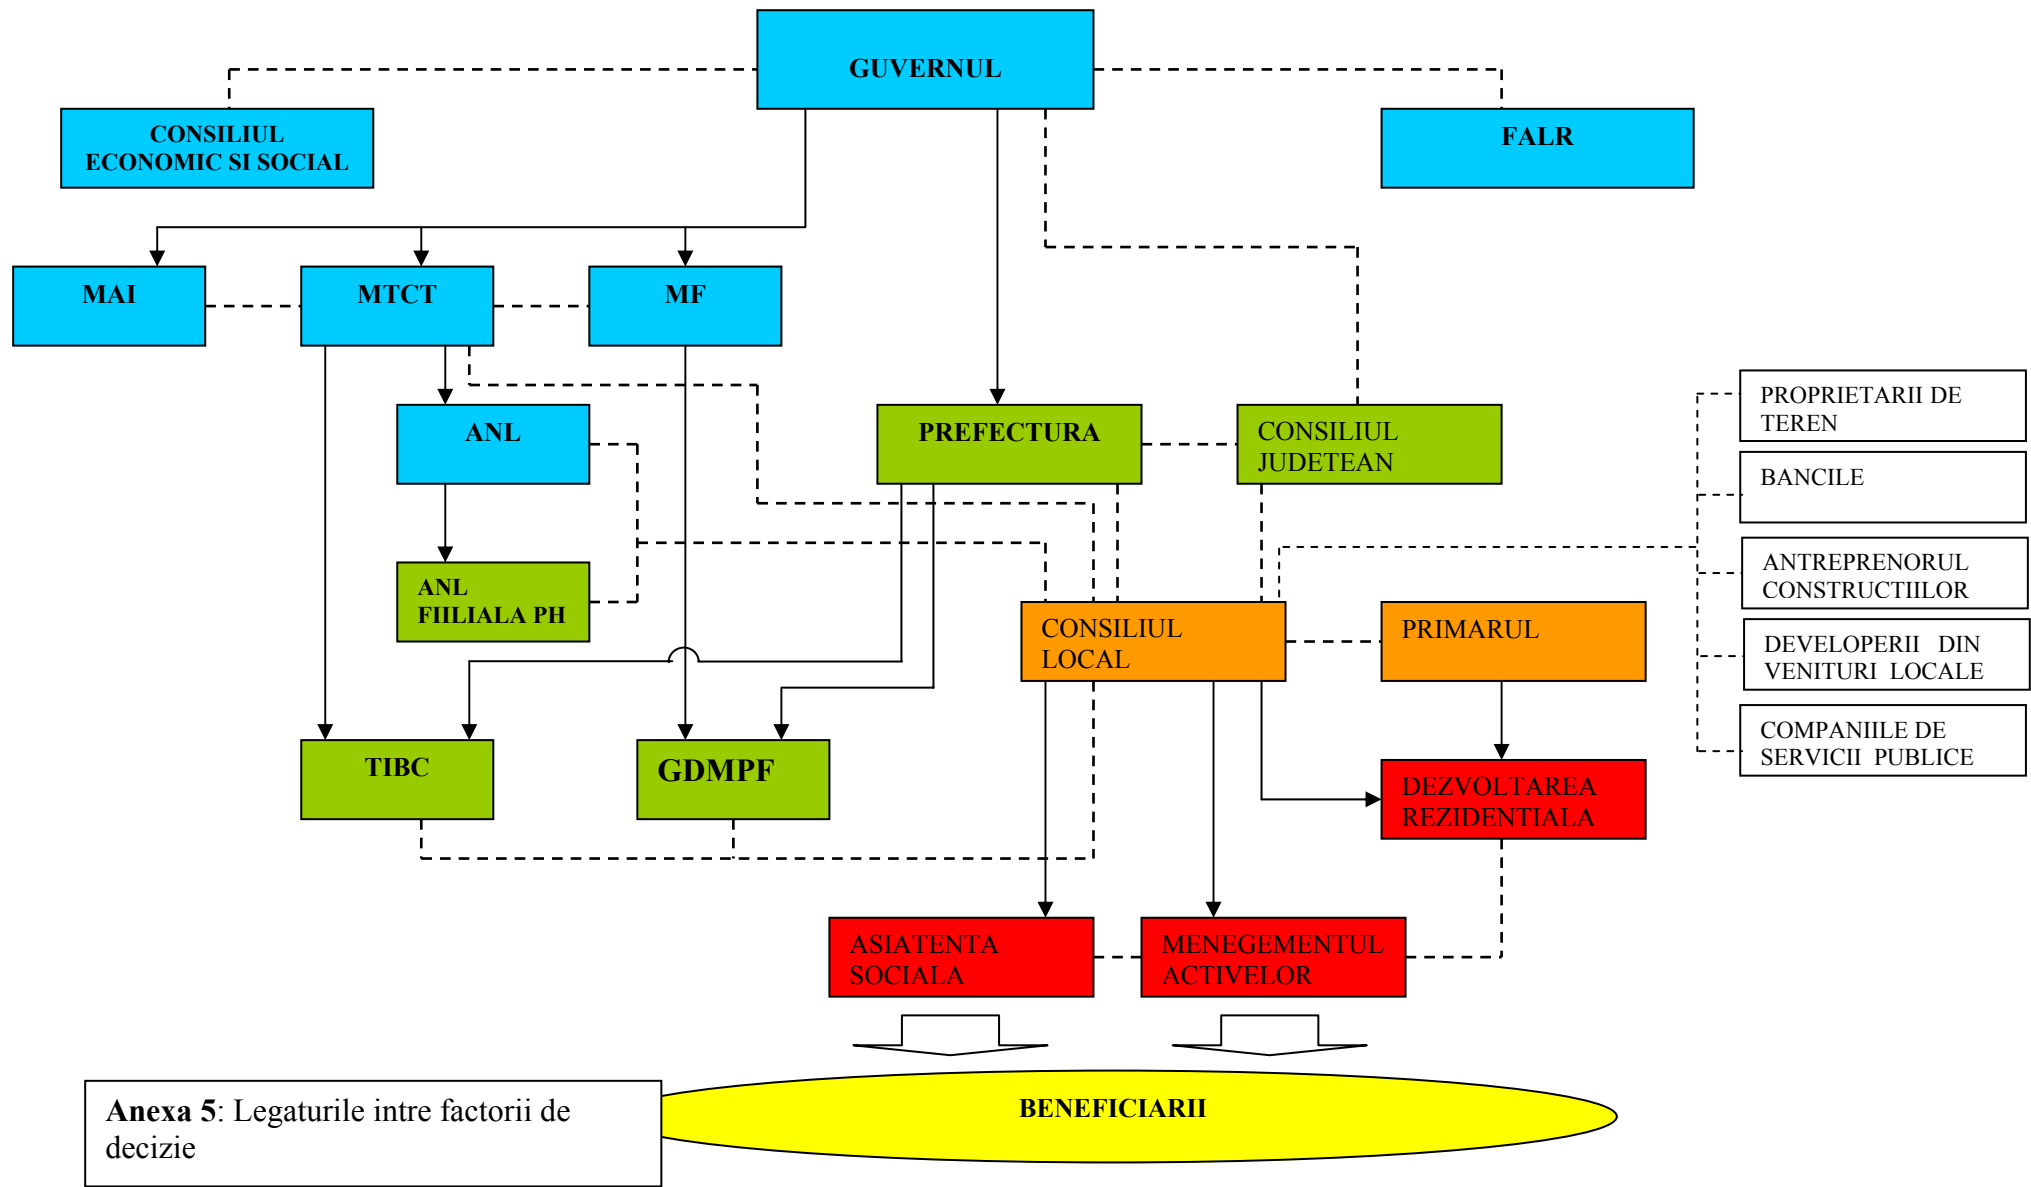 GUVERNUL
CONSILIUL
ECONOMIC SI SOCIAL
FALR
MAI
MTCT
MF
ANL
PREFECTURA
CONSILIUL
JUDETEAN
PROPRIETARII DE
TEREN
BANCILE
ANTREPRENORUL
CONSTRUCTIILOR
DEVELOPERII DIN
VENITURI LOCALE
COMPANIILE DE
SERVICII PUBLICE
ANL
FIILIALA PH
CONSILIUL
LOCAL
PRIMARUL
TIBC
GDMPF
DEZVOLTAREA
REZIDENTIALA
ASIATENTA
SOCIALA
MENEGEMENTUL
ACTIVELOR
BENEFICIARII
Anexa 5: Legaturile intre factorii de
decizie